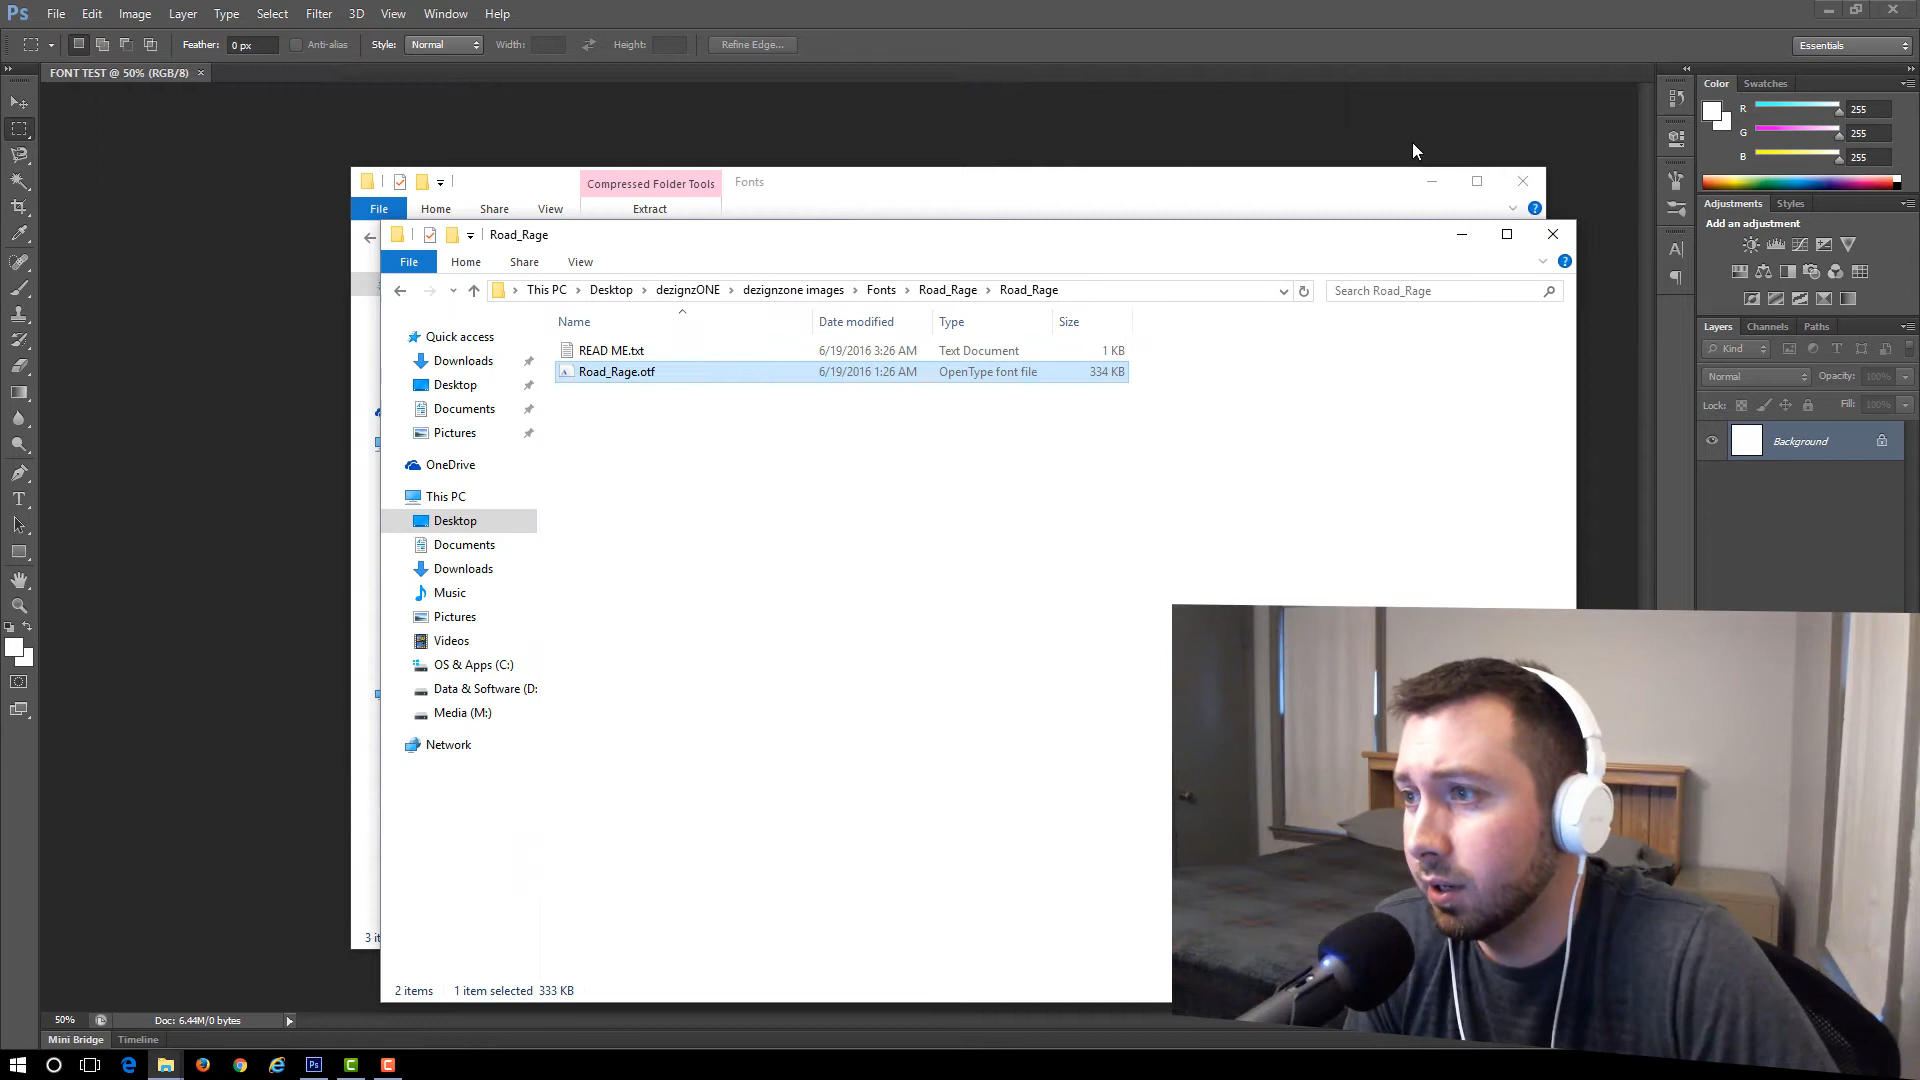 Ps File Edit Image Layer Type Select Filter 3D View Window Help
Feather: 0 px Anti-alias Style: Normal Width: Height: Refine Edge... Essentials
FONT TEST @ 50% (RGB/8) ×
Color Swatches
R 255
G 255
B 255
Adjustments Styles
Add an adjustment
Layers Channels Paths
Kind
Normal Opacity: 100%
Lock: Fill: 100%
Background
Compressed Folder Tools Fonts
File Home Share View Extract
Road_Rage
File Home Share View
This PC Desktop dezignzONE dezignzone images Fonts Road_Rage Road_Rage Search Road_Rage
Name Date modified Type Size
READ ME.txt 6/19/2016 3:26 AM Text Document 1 KB
Road_Rage.otf 6/19/2016 1:26 AM OpenType font file 334 KB
Quick access
Downloads
Desktop
Documents
Pictures
OneDrive
This PC
Desktop
Documents
Downloads
Music
Pictures
Videos
OS & Apps (C:)
Data & Software (D:
Media (M:)
Network
3 it
2 items 1 item selected 333 KB
50% Doc: 6.44M/0 bytes
Mini Bridge Timeline